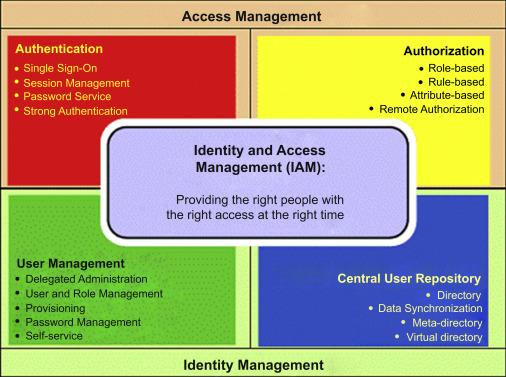 Access Management
Authentication
• Single Sign-On
• Session Management
• Password Service
• Strong Authentication
Authorization
• Role-based
• Rule-based
• Attribute-based
• Remote Authorization
Identity and Access
Management (IAM):
Providing the right people with
the right access at the right time
User Management
• Delegated Administration
• User and Role Management
• Provisioning
• Password Management
• Self-service
Central User Repository
• Directory
• Data Synchronization
• Meta-directory
• Virtual directory
Identity Management